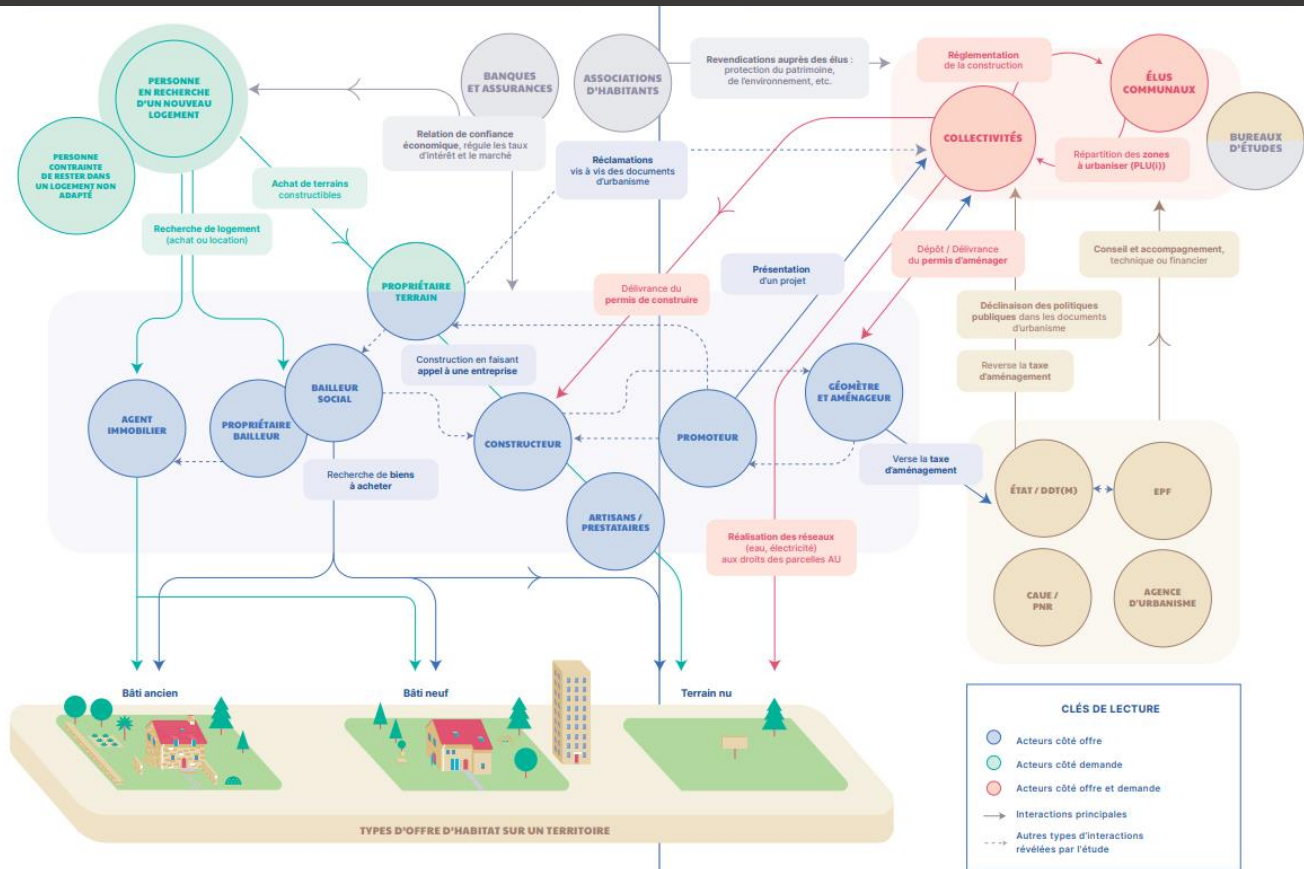 PERSONNE
EN RECHERCHE
D'UN NOUVEAU
LOGEMENT
PERSONNE
CONTRAINTE
DE RESTER DANS
UN LOGEMENT NON
ADAPTÉ
BANQUES
ET ASSURANCES
ASSOCIATIONS
D'HABITANTS
Revendications auprès des élus :
protection du patrimoine,
de l'environnement, etc.
Réglementation
de la construction
ÉLUS
COMMUNAUX
COLLECTIVITÉS
BUREAUX
D'ÉTUDES
Répartition des zones
à urbaniser (PLU(i))
Relation de confiance
économique, régule les taux
d'intérêt et le marché
Réclamations
vis à vis des documents
d'urbanisme
Achat de terrains
constructibles
Recherche de logement
(achat ou location)
PROPRIÉTAIRE
TERRAIN
Délivrance du
permis de construire
Présentation
d'un projet
Dépôt / Délivrance
du permis d'aménager
Conseil et accompagnement,
technique ou financier
Déclinaison des politiques
publiques dans les documents
d'urbanisme
Reverse la taxe
d'aménagement
Construction en faisant
appel à une entreprise
BAILLEUR
SOCIAL
GÉOMÈTRE
ET AMÉNAGEUR
AGENT
IMMOBILIER
PROPRIÉTAIRE
BAILLEUR
CONSTRUCTEUR
PROMOTEUR
Recherche de biens
à acheter
Verse la taxe
d'aménagement
ARTISANS /
PRESTATAIRES
ÉTAT / DDT(M)
EPF
Réalisation des réseaux
(eau, électricité)
aux droits des parcelles AU
CAUE /
PNR
AGENCE
D'URBANISME
Bâti ancien
Bâti neuf
Terrain nu
TYPES D'OFFRE D'HABITAT SUR UN TERRITOIRE
CLÉS DE LECTURE
Acteurs côté offre
Acteurs côté demande
Acteurs côté offre et demande
Interactions principales
Autres types d'interactions
révélées par l'étude